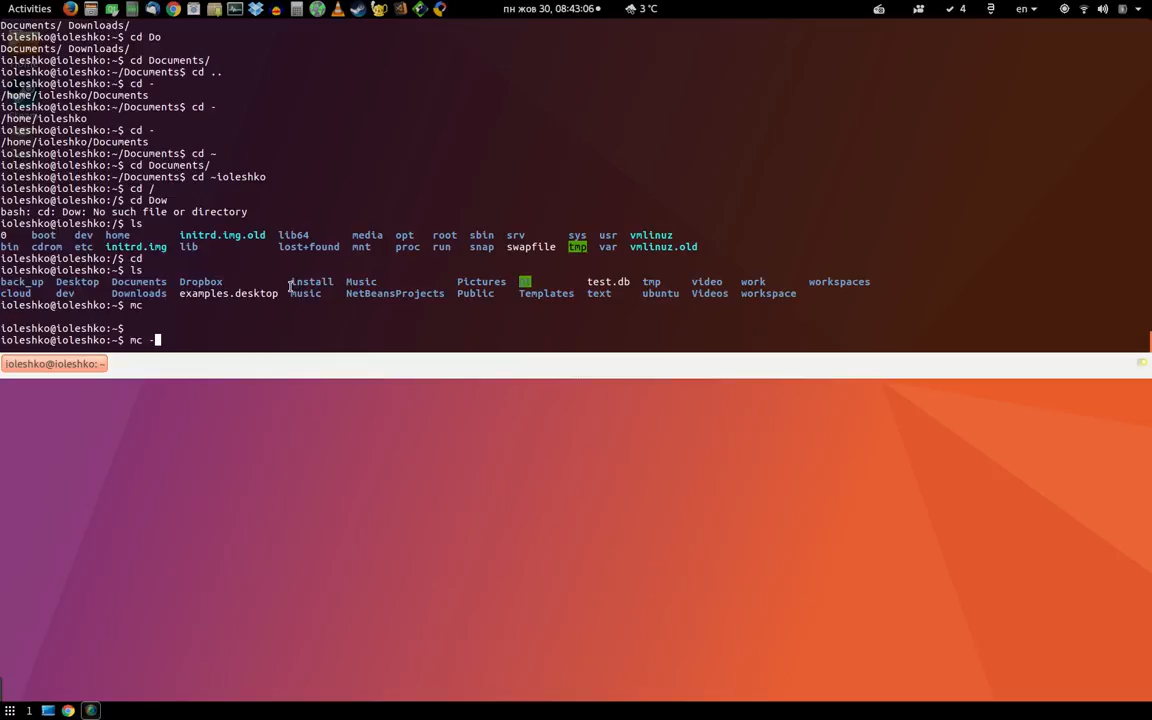 Activities пн жов 30, 08:43:06 3 °C 4 en
Documents/ Downloads/
ioleshko@ioleshko:~$ cd Do
Documents/ Downloads/
ioleshko@ioleshko:~$ cd Documents/
ioleshko@ioleshko:~/Documents$ cd ..
ioleshko@ioleshko:~$ cd -
/home/ioleshko/Documents
ioleshko@ioleshko:~/Documents$ cd -
/home/ioleshko
ioleshko@ioleshko:~$ cd -
/home/ioleshko/Documents
ioleshko@ioleshko:~/Documents$ cd ~
ioleshko@ioleshko:~$ cd Documents/
ioleshko@ioleshko:~/Documents$ cd ~ioleshko
ioleshko@ioleshko:~$ cd /
ioleshko@ioleshko:/$ cd Dow
bash: cd: Dow: No such file or directory
ioleshko@ioleshko:/$ ls
0 boot dev home initrd.img.old lib64 media opt root sbin srv sys usr vmlinuz
bin cdrom etc initrd.img lib lost+found mnt proc run snap swapfile tmp var vmlinuz.old
ioleshko@ioleshko:/$ cd
ioleshko@ioleshko:~$ ls
back_up Desktop Documents Dropbox install Music Pictures test.db tmp video work workspaces
cloud dev Downloads examples.desktop music NetBeansProjects Public Templates text ubuntu Videos workspace
ioleshko@ioleshko:~$ mc
ioleshko@ioleshko:~$
ioleshko@ioleshko:~$ mc -
ioleshko@ioleshko: ~
1